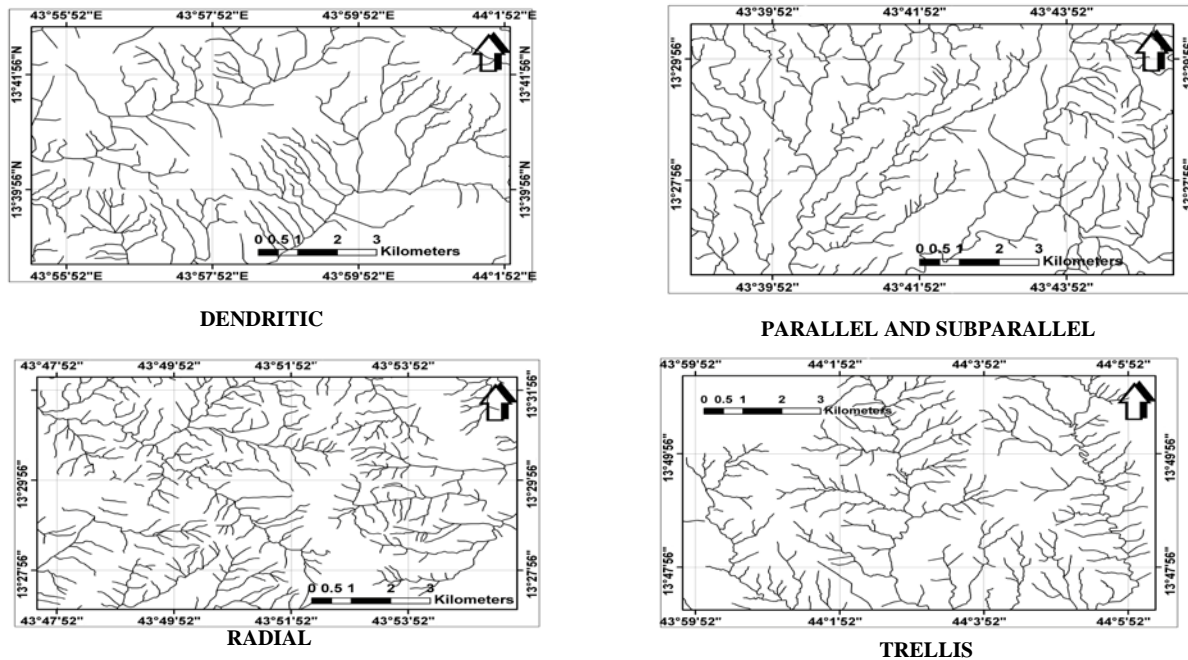 43°55'52"E 43°57'52"E 43°59'52"E 44°1'52"E
13°41'56"N 13°41'56"N
13°39'56"N 13°39'56"N
0 0.5 1 2 3
Kilometers
43°55'52"E 43°57'52"E 43°59'52"E 44°1'52"E
DENDRITIC
43°39'52" 43°41'52" 43°43'52"
13°29'56" 13°29'56"
13°27'56" 13°27'56"
0 0.5 1 2 3
Kilometers
43°39'52" 43°41'52" 43°43'52"
PARALLEL AND SUBPARALLEL
43°47'52" 43°49'52" 43°51'52" 43°53'52"
13°31'56"
13°29'56" 13°29'56"
13°27'56" 13°27'56"
0 0.5 1 2 3
Kilometers
43°47'52" 43°49'52" 43°51'52" 43°53'52"
RADIAL
43°59'52" 44°1'52" 44°3'52" 44°5'52"
0 0.5 1 2 3
Kilometers
13°49'56" 13°49'56"
13°47'56" 13°47'56"
43°59'52" 44°1'52" 44°3'52" 44°5'52"
TRELLIS